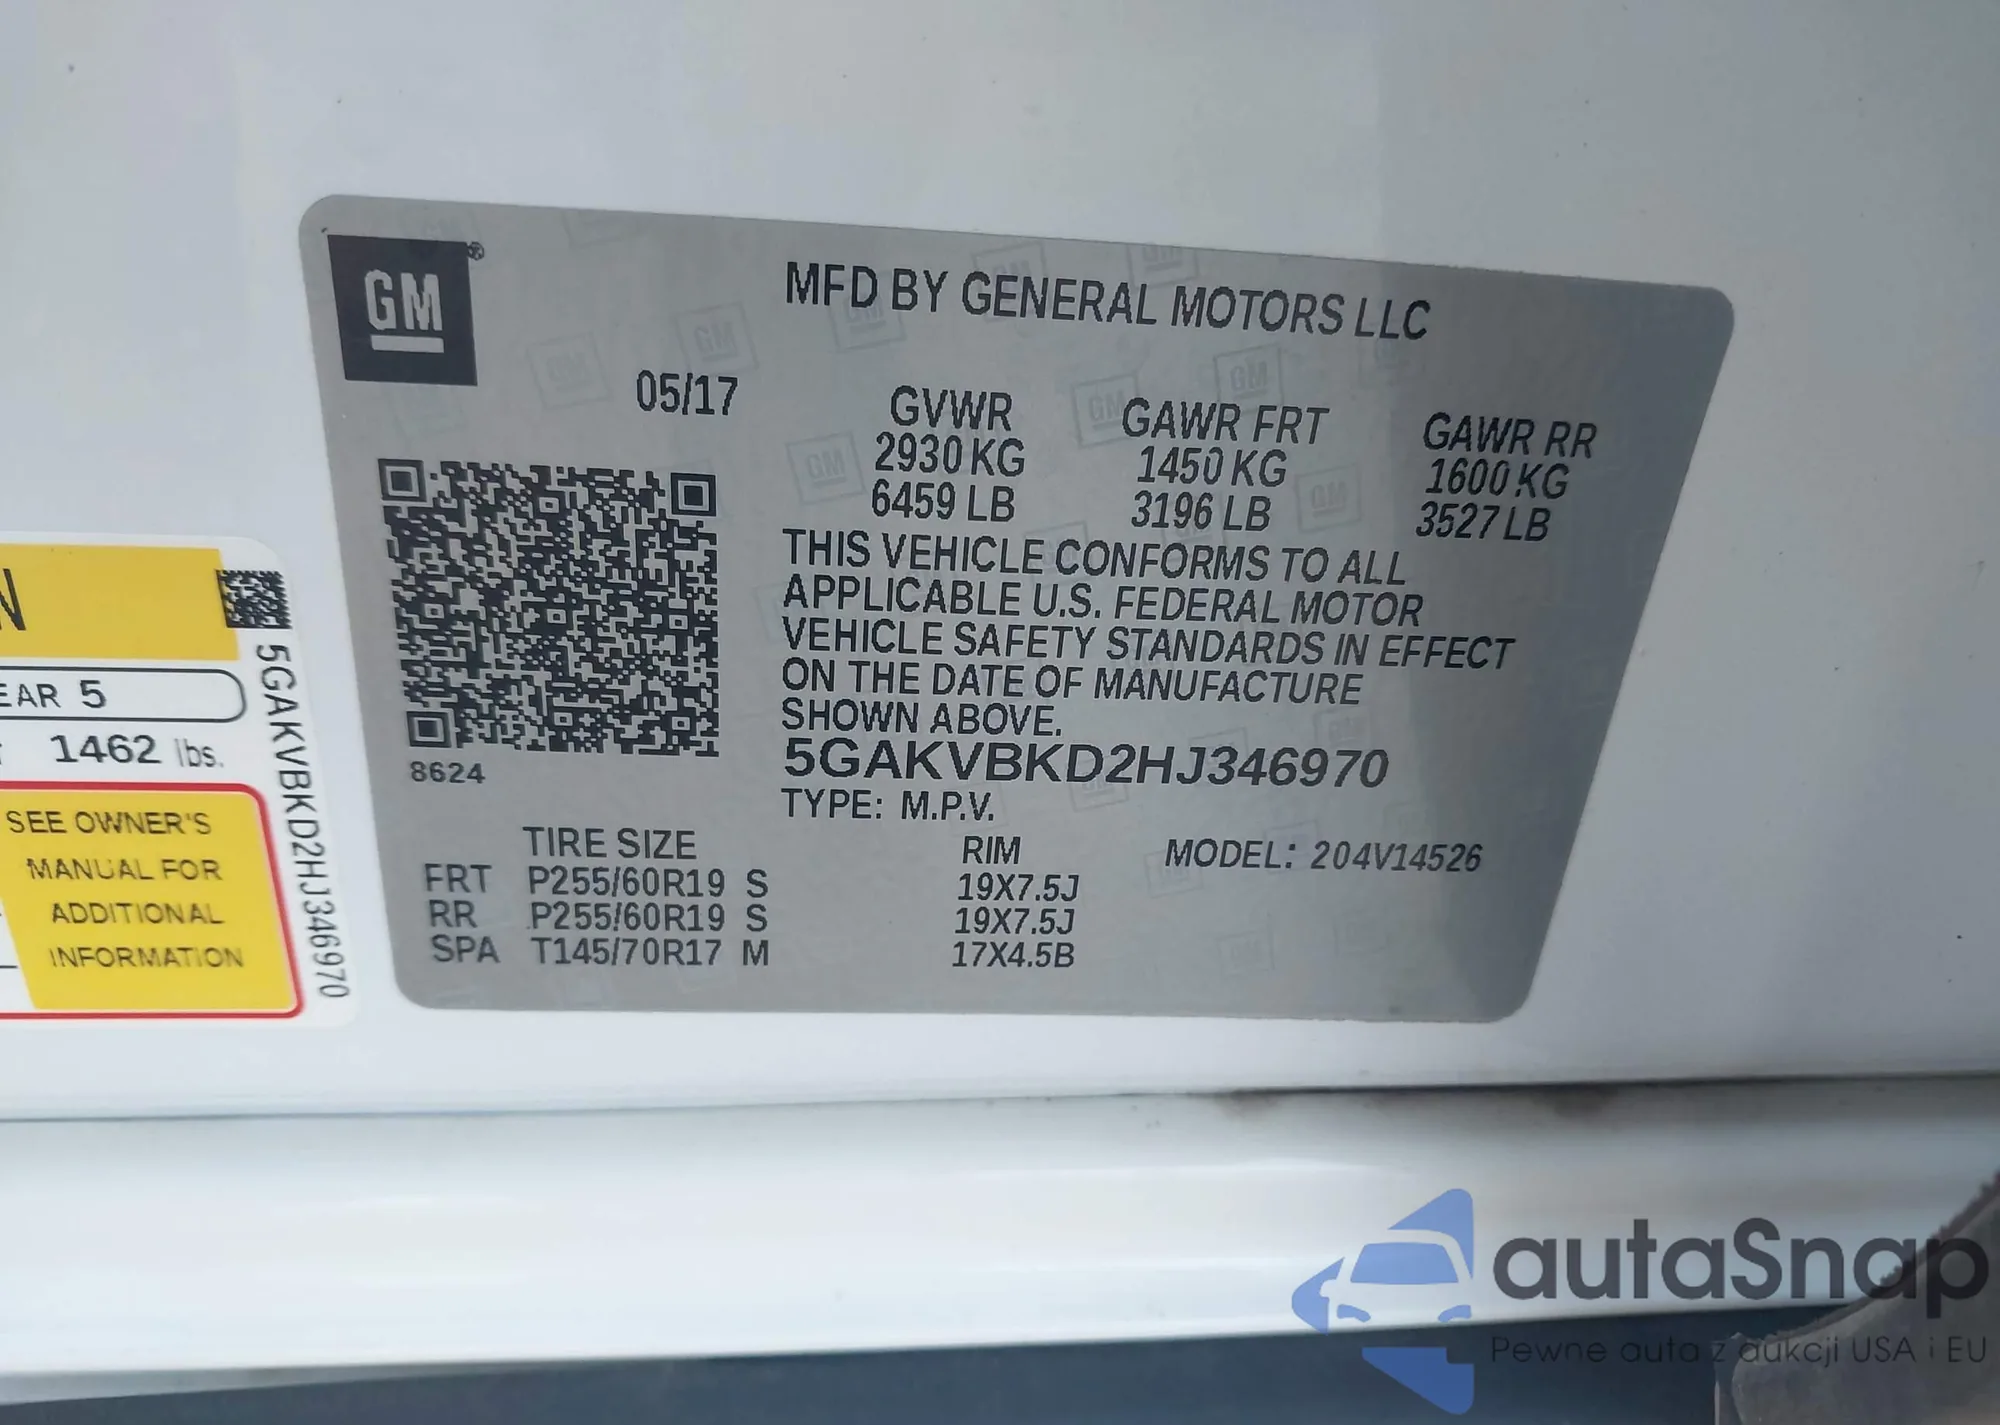 GM ®
MFD BY GENERAL MOTORS LLC
05/17
GVWR GAWR FRT GAWR RR
2930 KG 1450 KG 1600 KG
6459 LB 3196 LB 3527 LB
THIS VEHICLE CONFORMS TO ALL
APPLICABLE U.S. FEDERAL MOTOR
VEHICLE SAFETY STANDARDS IN EFFECT
ON THE DATE OF MANUFACTURE
SHOWN ABOVE.
5GAKVBKD2HJ346970
TYPE: M.P.V.
8624
TIRE SIZE RIM MODEL: 204V14526
FRT P255/60R19 S 19X7.5J
RR P255/60R19 S 19X7.5J
SPA T145/70R17 M 17X4.5B
5
1462 lbs.
SEE OWNER'S
MANUAL FOR
ADDITIONAL
INFORMATION
5GAKVBKD2HJ346970
autaSnap
Pewne auta z aukcji USA i EU